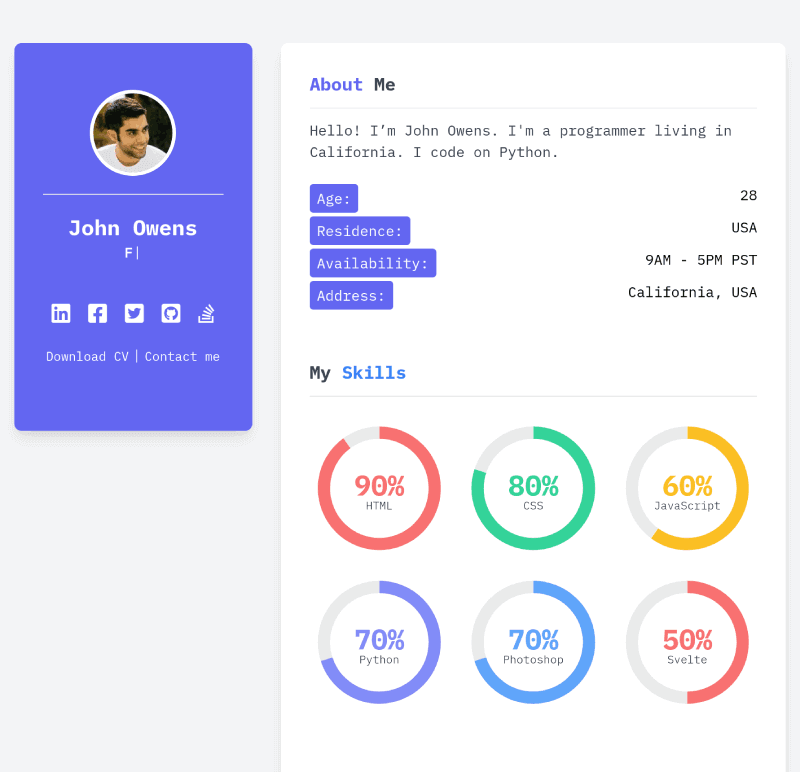 John Owens
F|
Download CV | Contact me
About Me
Hello! I’m John Owens. I'm a programmer living in
California. I code on Python.
Age: 28
Residence: USA
Availability: 9AM - 5PM PST
Address: California, USA
My Skills
90% 80% 60%
HTML CSS JavaScript
70% 70% 50%
Python Photoshop Svelte